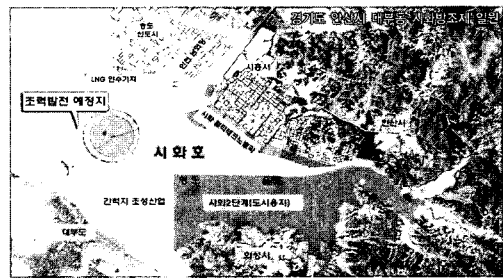 경기도 안산시 대부동 시화방조제 일부
송도
신도시
LNG 인수기지
시흥시
조력발전 예정지
안산시
시화호
간척지 조성산업
시화2단계(도시용지)
대부도
화성시